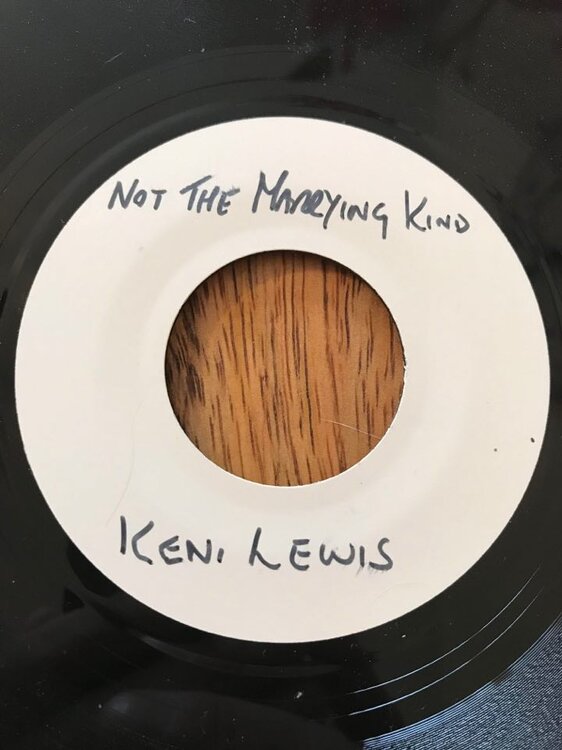 NOT THE MARRYING KIND
KENI LEWIS